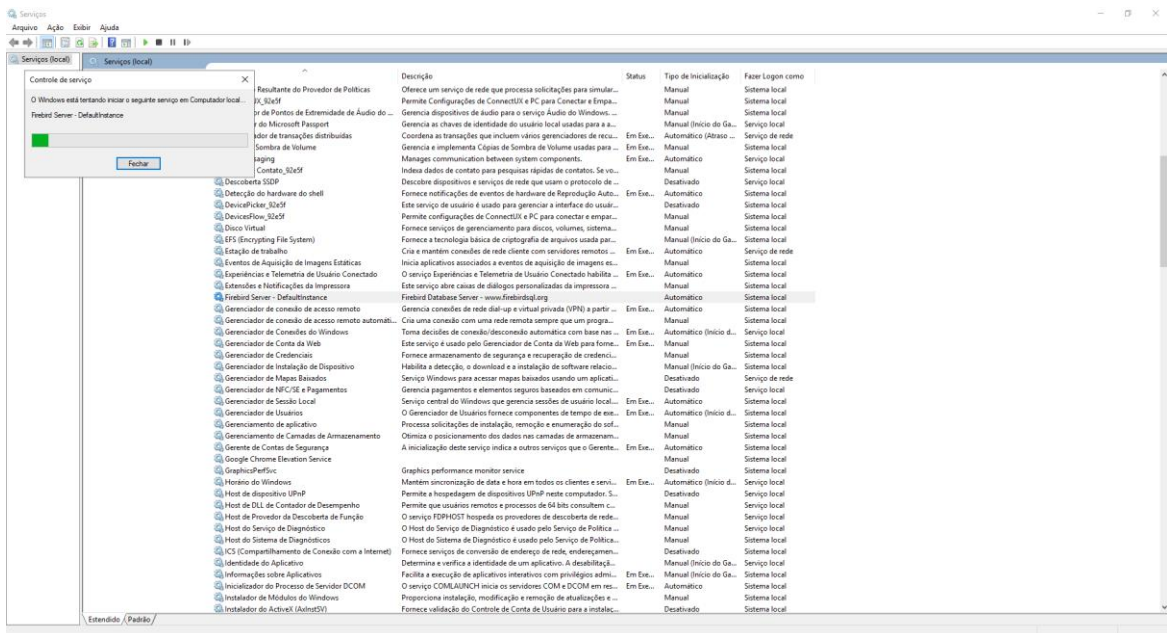 Serviços
Arquivo Ação Exibir Ajuda
Serviços (local)
Serviços (local)
Controle de serviço
O Windows está tentando iniciar o seguinte serviço em Computador local...
Firebird Server - DefaultInstance
Fechar
Descrição Status Tipo de Inicialização Fazer Logon como
Resultante do Provedor de Políticas Oferece um serviço de rede que processa solicitações para simular... Manual Sistema local
UX_92e5f Permite Configurações de ConnectUX e PC para Conectar e Empa... Manual Sistema local
or de Pontos de Extremidade de Áudio do ... Gerencia dispositivos de áudio para o serviço Áudio do Windows. ... Manual Sistema local
r do Microsoft Passport Gerencia as chaves de identidade do usuário local usadas para a a... Manual (Início do Ga... Serviço local
ador de transações distribuídas Coordena as transações que incluem vários gerenciadores de recu... Em Exe... Automático (Atraso ... Serviço de rede
Sombra de Volume Gerencia e implementa Cópias de Sombra de Volume usadas para ... Em Exe... Manual Sistema local
saging Manages communication between system components. Em Exe... Automático Serviço local
Contato_92e5f Indexa dados de contato para pesquisas rápidas de contatos. Se vo... Manual Sistema local
Descoberta SSDP Descobre dispositivos e serviços de rede que usam o protocolo de ... Desativado Serviço local
Detecção do hardware do shell Fornece notificações de eventos de hardware de Reprodução Auto... Em Exe... Automático Sistema local
DevicePicker_92e5f Este serviço de usuário é usado para gerenciar a interface do usuár... Desativado Sistema local
DevicesFlow_92e5f Permite configurações de ConnectUX e PC para conectar e empar... Manual Sistema local
Disco Virtual Fornece serviços de gerenciamento para discos, volumes, sistema... Manual Sistema local
EFS (Encrypting File System) Fornece a tecnologia básica de criptografia de arquivos usada par... Manual (Início do Ga... Sistema local
Estação de trabalho Cria e mantém conexões de rede cliente com servidores remotos ... Em Exe... Automático Serviço de rede
Eventos de Aquisição de Imagens Estáticas Inicia aplicativos associados a eventos de aquisição de imagens es... Manual Sistema local
Experiências e Telemetria de Usuário Conectado O serviço Experiências e Telemetria de Usuário Conectado habilita ... Em Exe... Automático Sistema local
Extensões e Notificações da Impressora Este serviço abre caixas de diálogos personalizadas da impressora ... Manual Sistema local
Firebird Server - DefaultInstance Firebird Database Server - www.firebirdsql.org Automático Sistema local
Gerenciador de conexão de acesso remoto Gerencia conexões de rede dial-up e virtual privada (VPN) a partir ... Em Exe... Automático Sistema local
Gerenciador de conexão de acesso remoto automáti... Cria uma conexão com uma rede remota sempre que um progra... Manual Sistema local
Gerenciador de Conexões do Windows Toma decisões de conexão/desconexão automática com base nas ... Em Exe... Automático (Início d... Serviço local
Gerenciador de Conta da Web Este serviço é usado pelo Gerenciador de Conta da Web para forne... Em Exe... Manual Sistema local
Gerenciador de Credenciais Fornece armazenamento de segurança e recuperação de credenci... Manual Sistema local
Gerenciador de Instalação de Dispositivo Habilita a detecção, o download e a instalação de software relacio... Manual (Início do Ga... Sistema local
Gerenciador de Mapas Baixados Serviço Windows para acessar mapas baixados usando um aplicati... Desativado Serviço de rede
Gerenciador de NFC/SE e Pagamentos Gerencia pagamentos e elementos seguros baseados em comunic... Desativado Serviço local
Gerenciador de Sessão Local Serviço central do Windows que gerencia sessões de usuário local.... Em Exe... Automático Sistema local
Gerenciador de Usuários O Gerenciador de Usuários fornece componentes de tempo de exe... Em Exe... Automático (Início d... Sistema local
Gerenciamento de aplicativo Processa solicitações de instalação, remoção e enumeração do sof... Manual Sistema local
Gerenciamento de Camadas de Armazenamento Otimiza o posicionamento dos dados nas camadas de armazenam... Manual Sistema local
Gerente de Contas de Segurança A inicialização deste serviço indica a outros serviços que o Gerente... Em Exe... Automático Sistema local
Google Chrome Elevation Service Manual Sistema local
GraphicsPerfSvc Graphics performance monitor service Desativado Sistema local
Horário do Windows Mantém sincronização de data e hora em todos os clientes e servi... Em Exe... Automático (Início d... Serviço local
Host de dispositivo UPnP Permite a hospedagem de dispositivos UPnP neste computador. S... Desativado Serviço local
Host de DLL de Contador de Desempenho Permite que usuários remotos e processos de 64 bits consultem c... Manual Serviço local
Host de Provedor da Descoberta de Função O serviço FDPHOST hospeda os provedores de descoberta de rede... Manual Serviço local
Host do Serviço de Diagnóstico O Host do Serviço de Diagnóstico é usado pelo Serviço de Política ... Manual Serviço local
Host do Sistema de Diagnósticos O Host do Sistema de Diagnóstico é usado pelo Serviço de Política... Manual Sistema local
ICS (Compartilhamento de Conexão com a Internet) Fornece serviços de conversão de endereço de rede, endereçamen... Desativado Sistema local
Identidade do Aplicativo Determina e verifica a identidade de um aplicativo. A desabilitaçã... Manual (Início do Ga... Serviço local
Informações sobre Aplicativos Facilita a execução de aplicativos interativos com privilégios admi... Em Exe... Manual (Início do Ga... Sistema local
Inicializador do Processo de Servidor DCOM O serviço COMLAUNCH inicia os servidores COM e DCOM em res... Em Exe... Automático Sistema local
Instalador de Módulos do Windows Proporciona instalação, modificação e remoção de atualizações e ... Manual Sistema local
Instalador do ActiveX (AxInstSV) Fornece validação do Controle de Conta de Usuário para a instalaç... Desativado Sistema local
Estendido Padrão